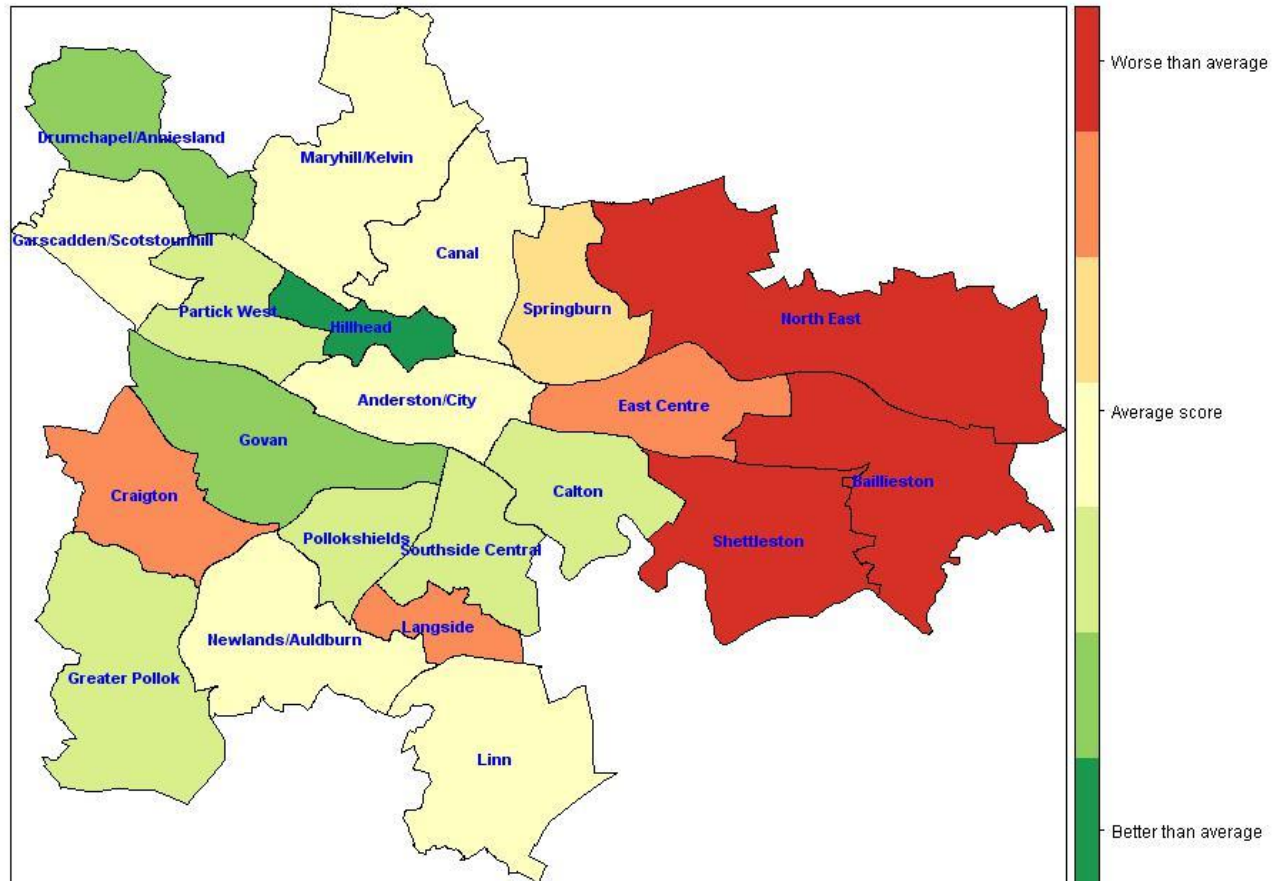 Worse than average
Drumchapel/Anniesland
Maryhill/Kelvin
Garscadden/Scotstounhill
Canal
Partick West
Springburn
North East
Hillhead
Anderston/City
East Centre
Average score
Govan
Craigton
Calton
Baillieston
Pollokshields
Southside Central
Shettleston
Langside
Newlands/Auldburn
Greater Pollok
Linn
Better than average